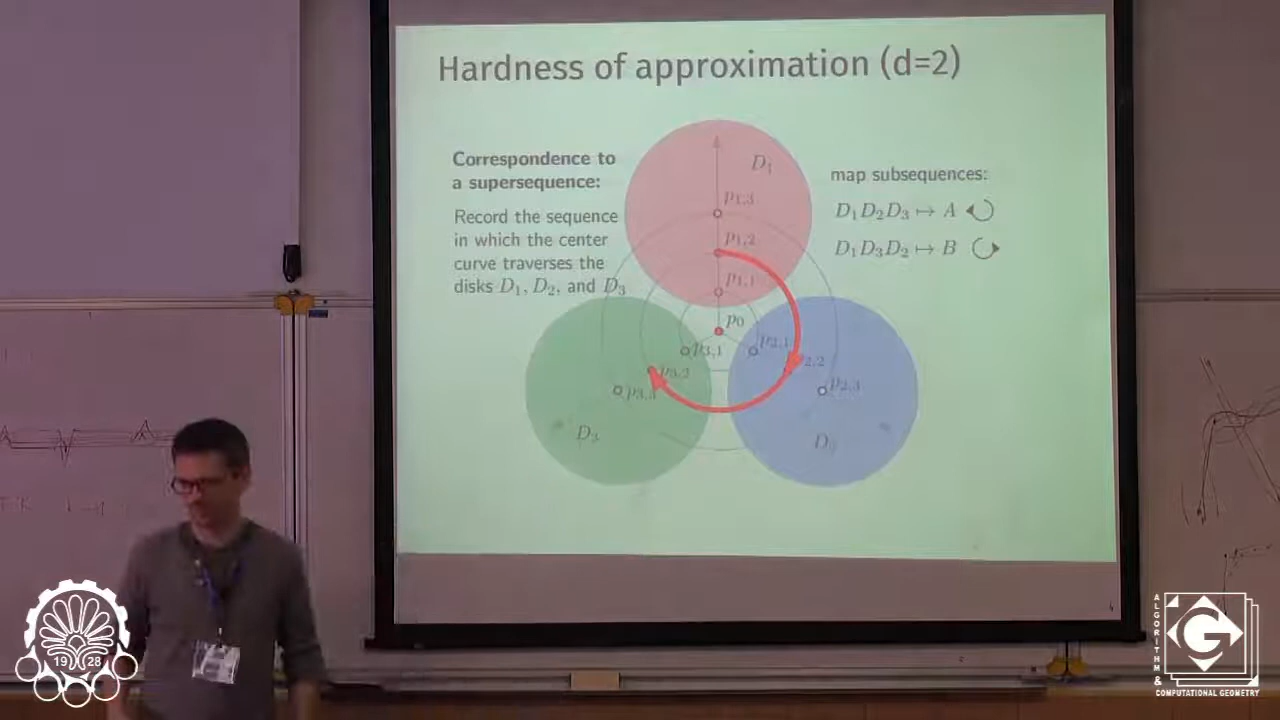 Hardness of approximation (d=2)
Correspondence to
a supersequence:
Record the sequence
in which the center
curve traverses the
disks D₁, D₂, and D₃
map subsequences:
D₁D₂D₃ ↦ A
D₁D₃D₂ ↦ B
D₁
p₁,₃
p₁,₂
p₁,₁
p₀
p₃,₁
p₂,₁
p₃,₂
p₂,₂
p₃,₃
p₂,₃
D₃
D₂
19 28
ALGORITHM &
COMPUTATIONAL GEOMETRY
G